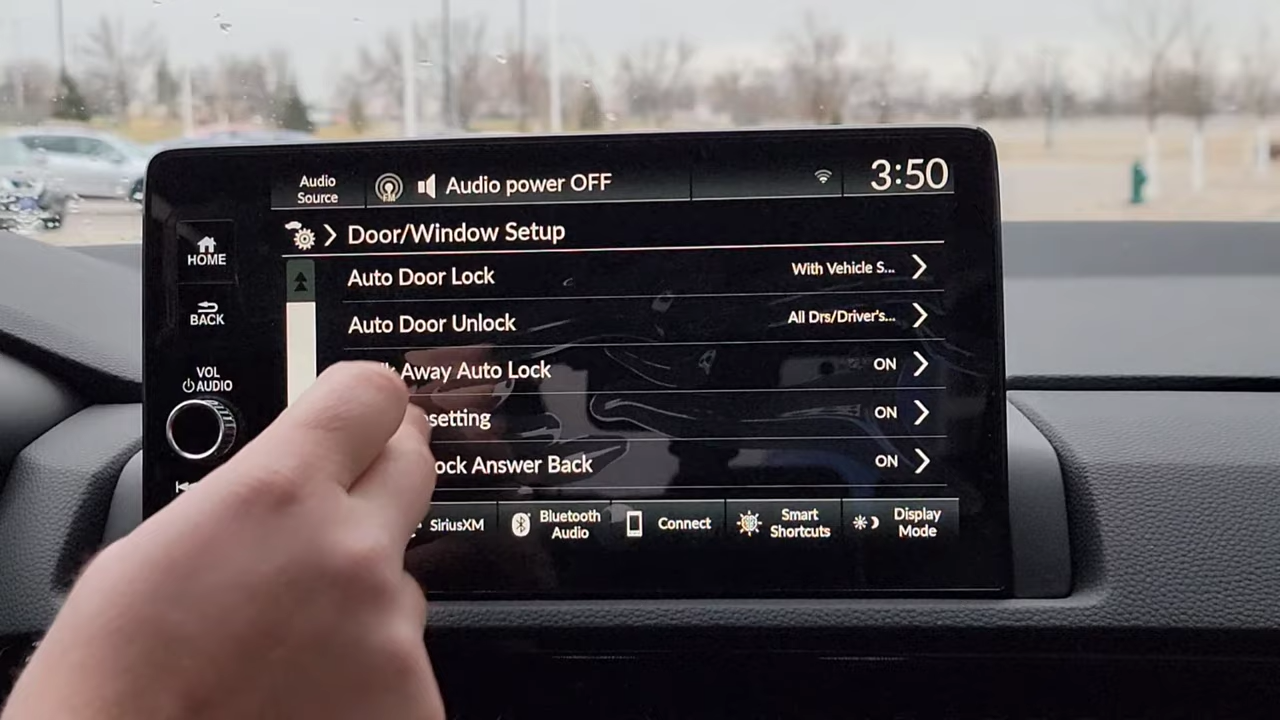 Audio
Source
FM
Audio power OFF
3:50
HOME
Door/Window Setup
Auto Door Lock
With Vehicle S...
BACK
Auto Door Unlock
All Drs/Driver's...
VOL
AUDIO
Away Auto Lock
ON
ON
Answer Back
ON
SiriusXM
Bluetooth
Audio
Connect
Smart
Shortcuts
Display
Mode